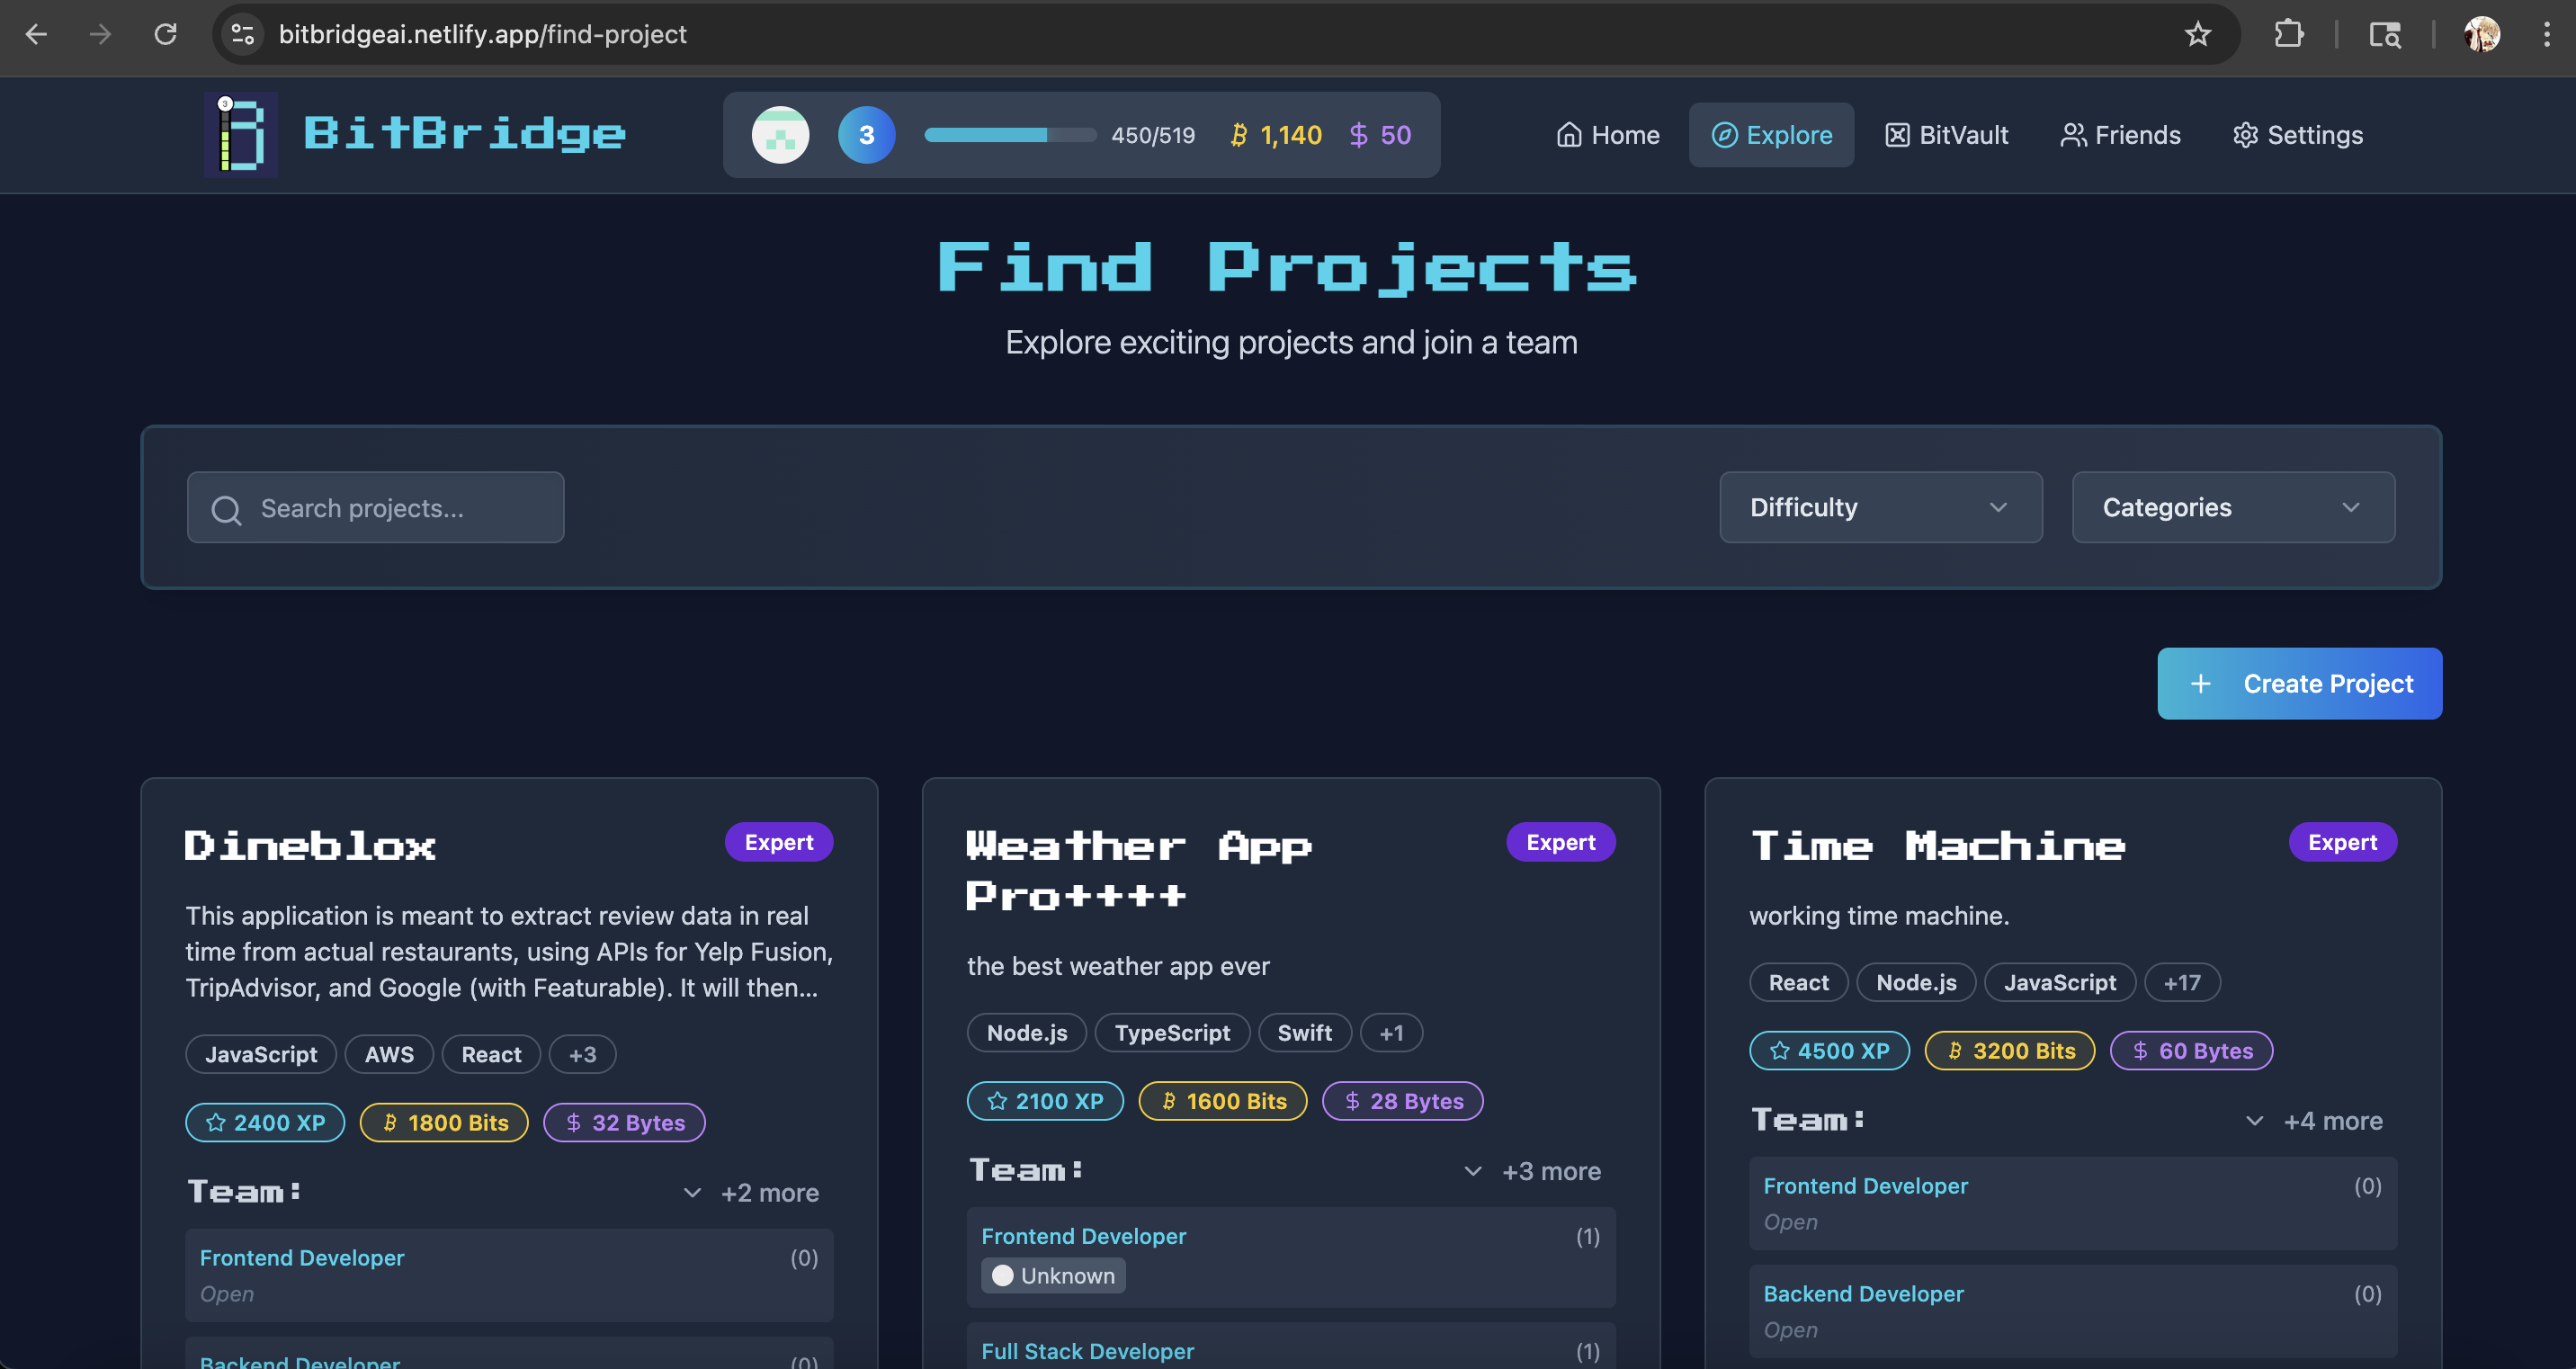 bitbridgeai.netlify.app/find-project
3
BitBridge
3
450/519
1,140
$ 50
Home
Explore
BitVault
Friends
Settings
Find Projects
Explore exciting projects and join a team
Search projects...
Difficulty
Categories
+ Create Project
Dineblox
Expert
This application is meant to extract review data in real
time from actual restaurants, using APIs for Yelp Fusion,
TripAdvisor, and Google (with Featurable). It will then...
JavaScript
AWS
React
+3
2400 XP
1800 Bits
$ 32 Bytes
Team:
+2 more
Frontend Developer
(0)
Open
Backend Developer
(0)
Weather App
Pro++++
Expert
the best weather app ever
Node.js
TypeScript
Swift
+1
2100 XP
1600 Bits
$ 28 Bytes
Team:
+3 more
Frontend Developer
(1)
Unknown
Full Stack Developer
(1)
Time Machine
Expert
working time machine.
React
Node.js
JavaScript
+17
4500 XP
3200 Bits
$ 60 Bytes
Team:
+4 more
Frontend Developer
(0)
Open
Backend Developer
(0)
Open